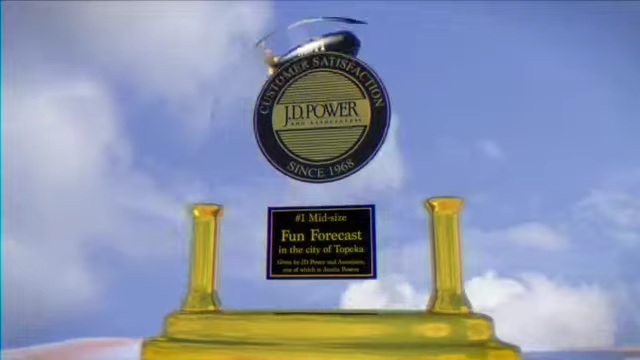 CUSTOMER SATISFACTION
J.D. POWER
AND ASSOCIATES
SINCE 1968
#1 Mid-size
Fun Forecast
in the city of Topeka
Given by JD Power and Associates,
one of which is Austin Powers